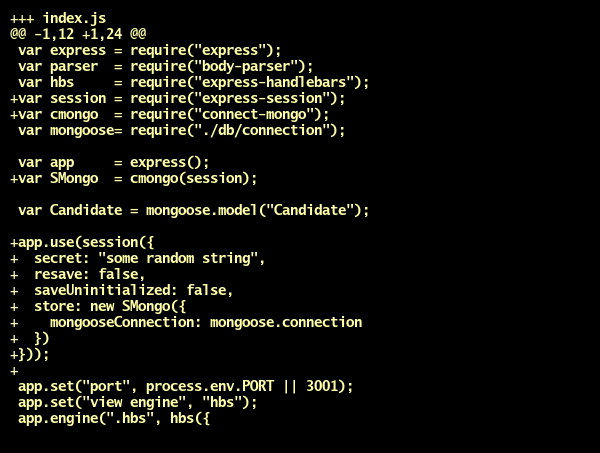 +++ index.js
@@ -1,12 +1,24 @@
 var express = require("express");
 var parser  = require("body-parser");
 var hbs     = require("express-handlebars");
+var session = require("express-session");
+var cmongo  = require("connect-mongo");
 var mongoose= require("./db/connection");

 var app     = express();
+var SMongo  = cmongo(session);

 var Candidate = mongoose.model("Candidate");

+app.use(session({
+  secret: "some random string",
+  resave: false,
+  saveUninitialized: false,
+  store: new SMongo({
+    mongooseConnection: mongoose.connection
+  })
+}));
+
 app.set("port", process.env.PORT || 3001);
 app.set("view engine", "hbs");
 app.engine(".hbs", hbs({